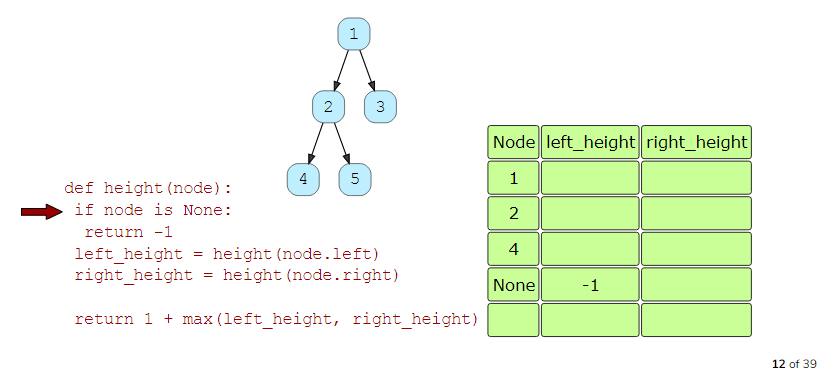 1
2 3
4 5
def height(node):
if node is None:
return -1
left_height = height(node.left)
right_height = height(node.right)
return 1 + max(left_height, right_height)
Node left_height right_height
1
2
4
None -1
12 of 39